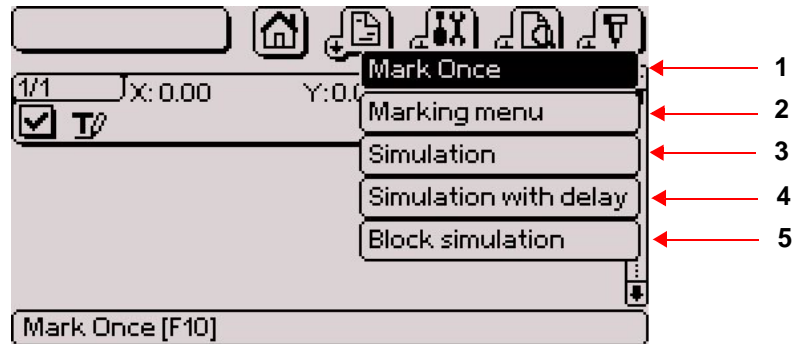 Mark Once 1
1/1 X: 0.00 Y:0.0
Marking menu 2
T
Simulation 3
Simulation with delay 4
Block simulation 5
Mark Once [F10]